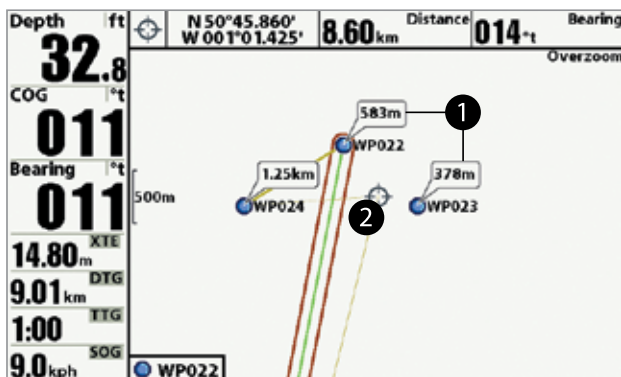 Depth ft
32.8
COG °t
011
Bearing °t
011
XTE
14.80m
DTG
9.01km
TTG
1:00
SOG
9.0kph
N 50°45.860'
W 001°01.425'
Distance
8.60km
Bearing
014°t
Overzoom
583m
1
WP022
1.25km
378m
500m
WP024
2
WP023
WP022